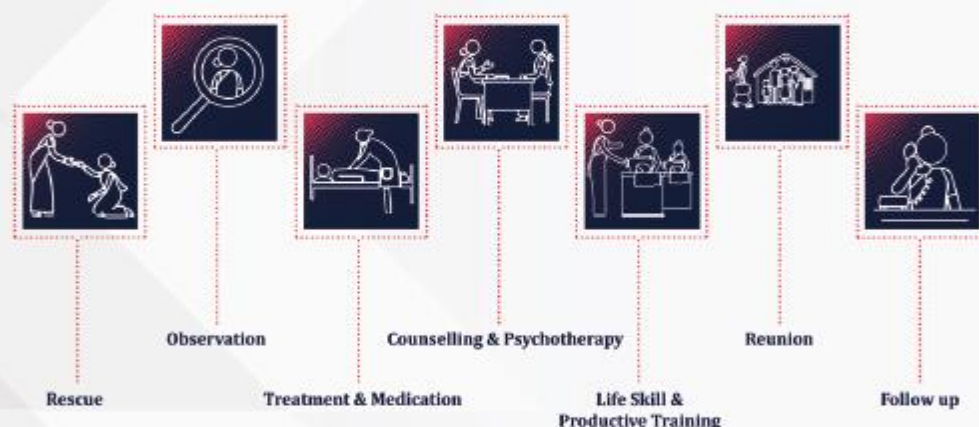 Observation
Counselling & Psychotherapy
Reunion
Rescue
Treatment & Medication
Life Skill &
Productive Training
Follow up